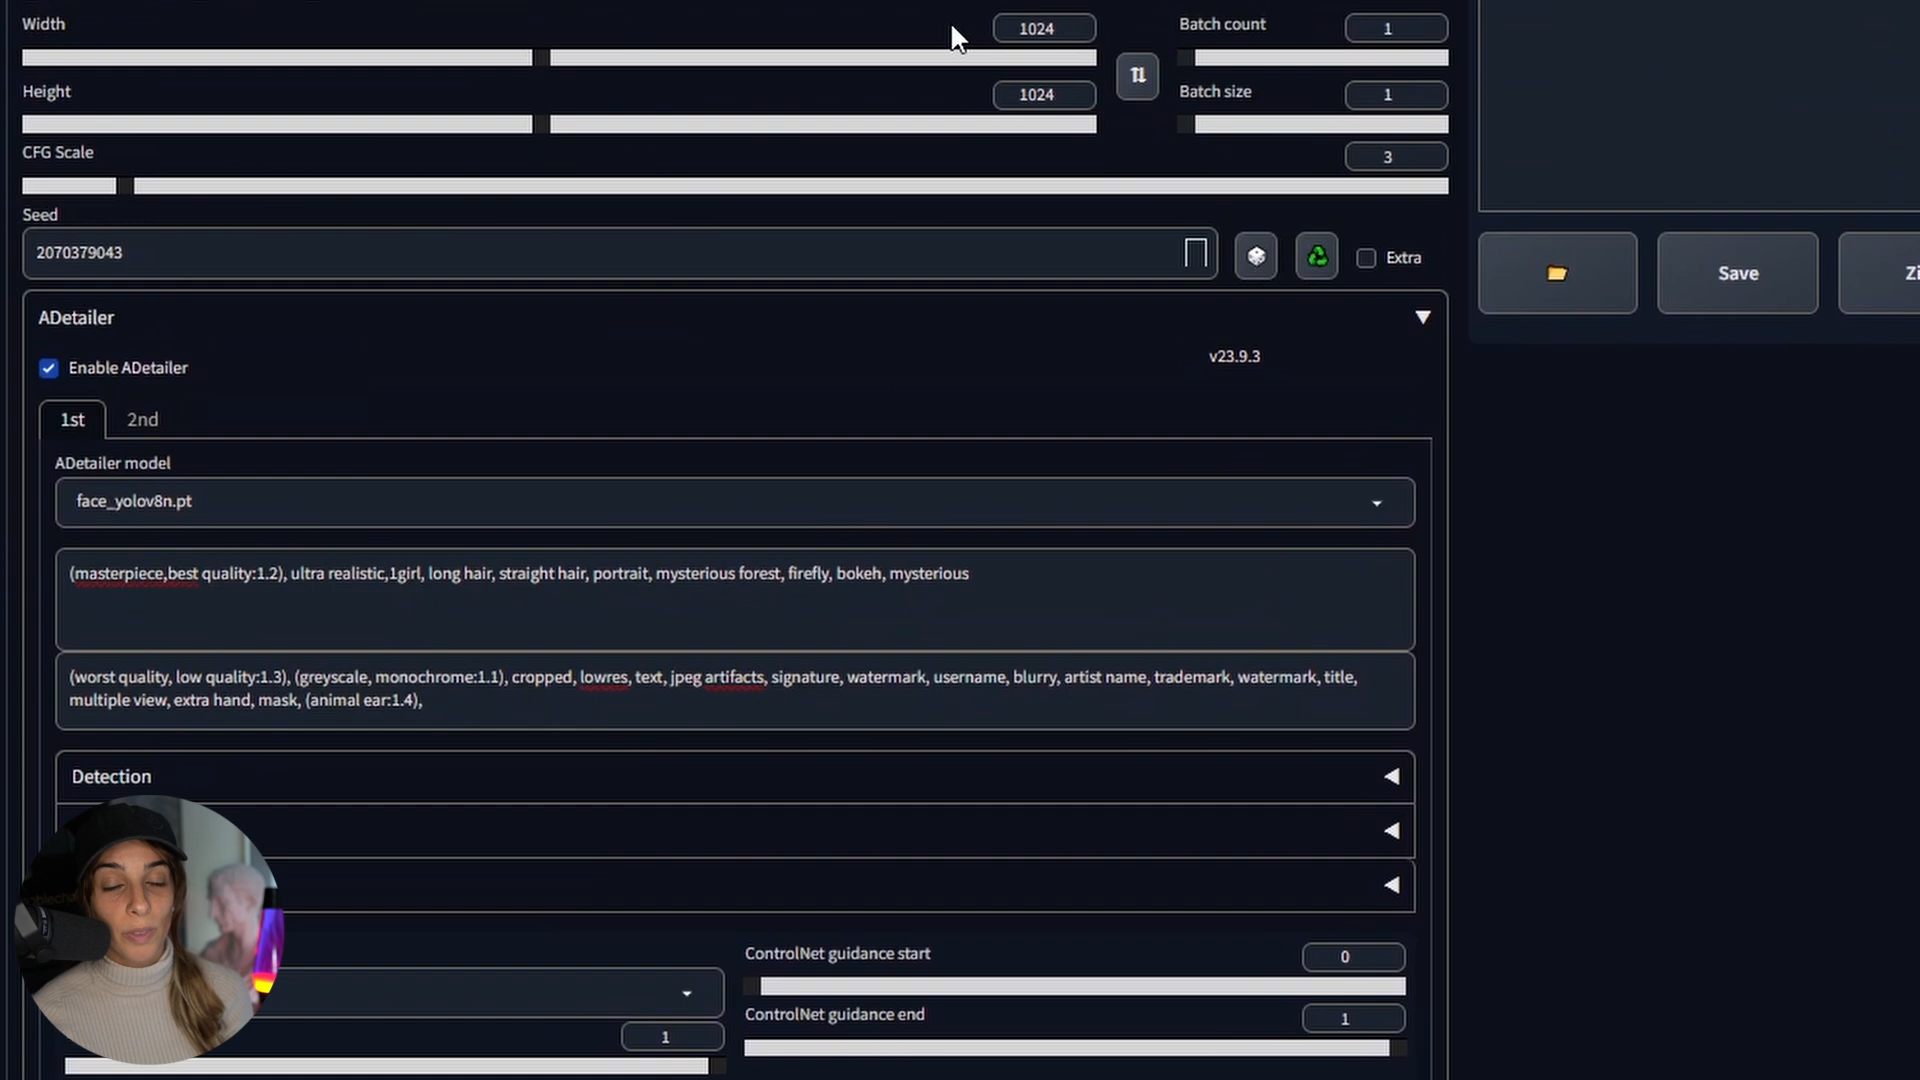 Width
1024
Batch count
1
Height
1024
Batch size
1
CFG Scale
3
Seed
2070379043
Extra
Save
ADetailer
Enable ADetailer
v23.9.3
1st
2nd
ADetailer model
face_yolov8n.pt
(masterpiece,best quality:1.2), ultra realistic,1girl, long hair, straight hair, portrait, mysterious forest, firefly, bokeh, mysterious
(worst quality, low quality:1.3), (greyscale, monochrome:1.1), cropped, lowres, text, jpeg artifacts, signature, watermark, username, blurry, artist name, trademark, watermark, title,
multiple view, extra hand, mask, (animal ear:1.4),
Detection
ControlNet guidance start
0
ControlNet guidance end
1
1